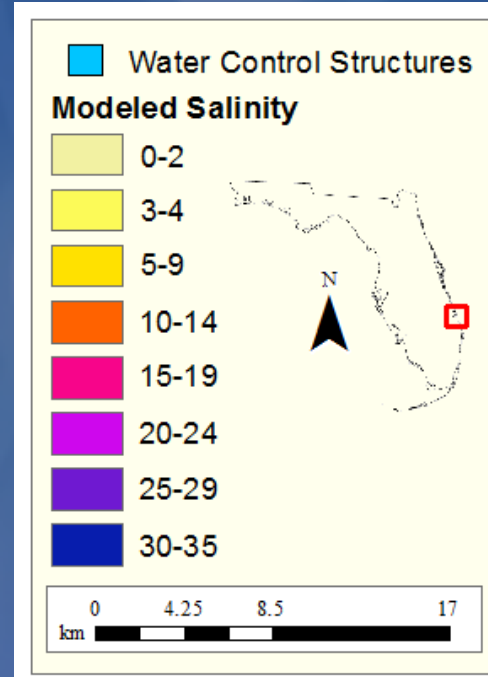 Water Control Structures
Modeled Salinity
0-2
3-4
5-9
10-14
15-19
20-24
25-29
30-35
N
0 4.25 8.5 17
km